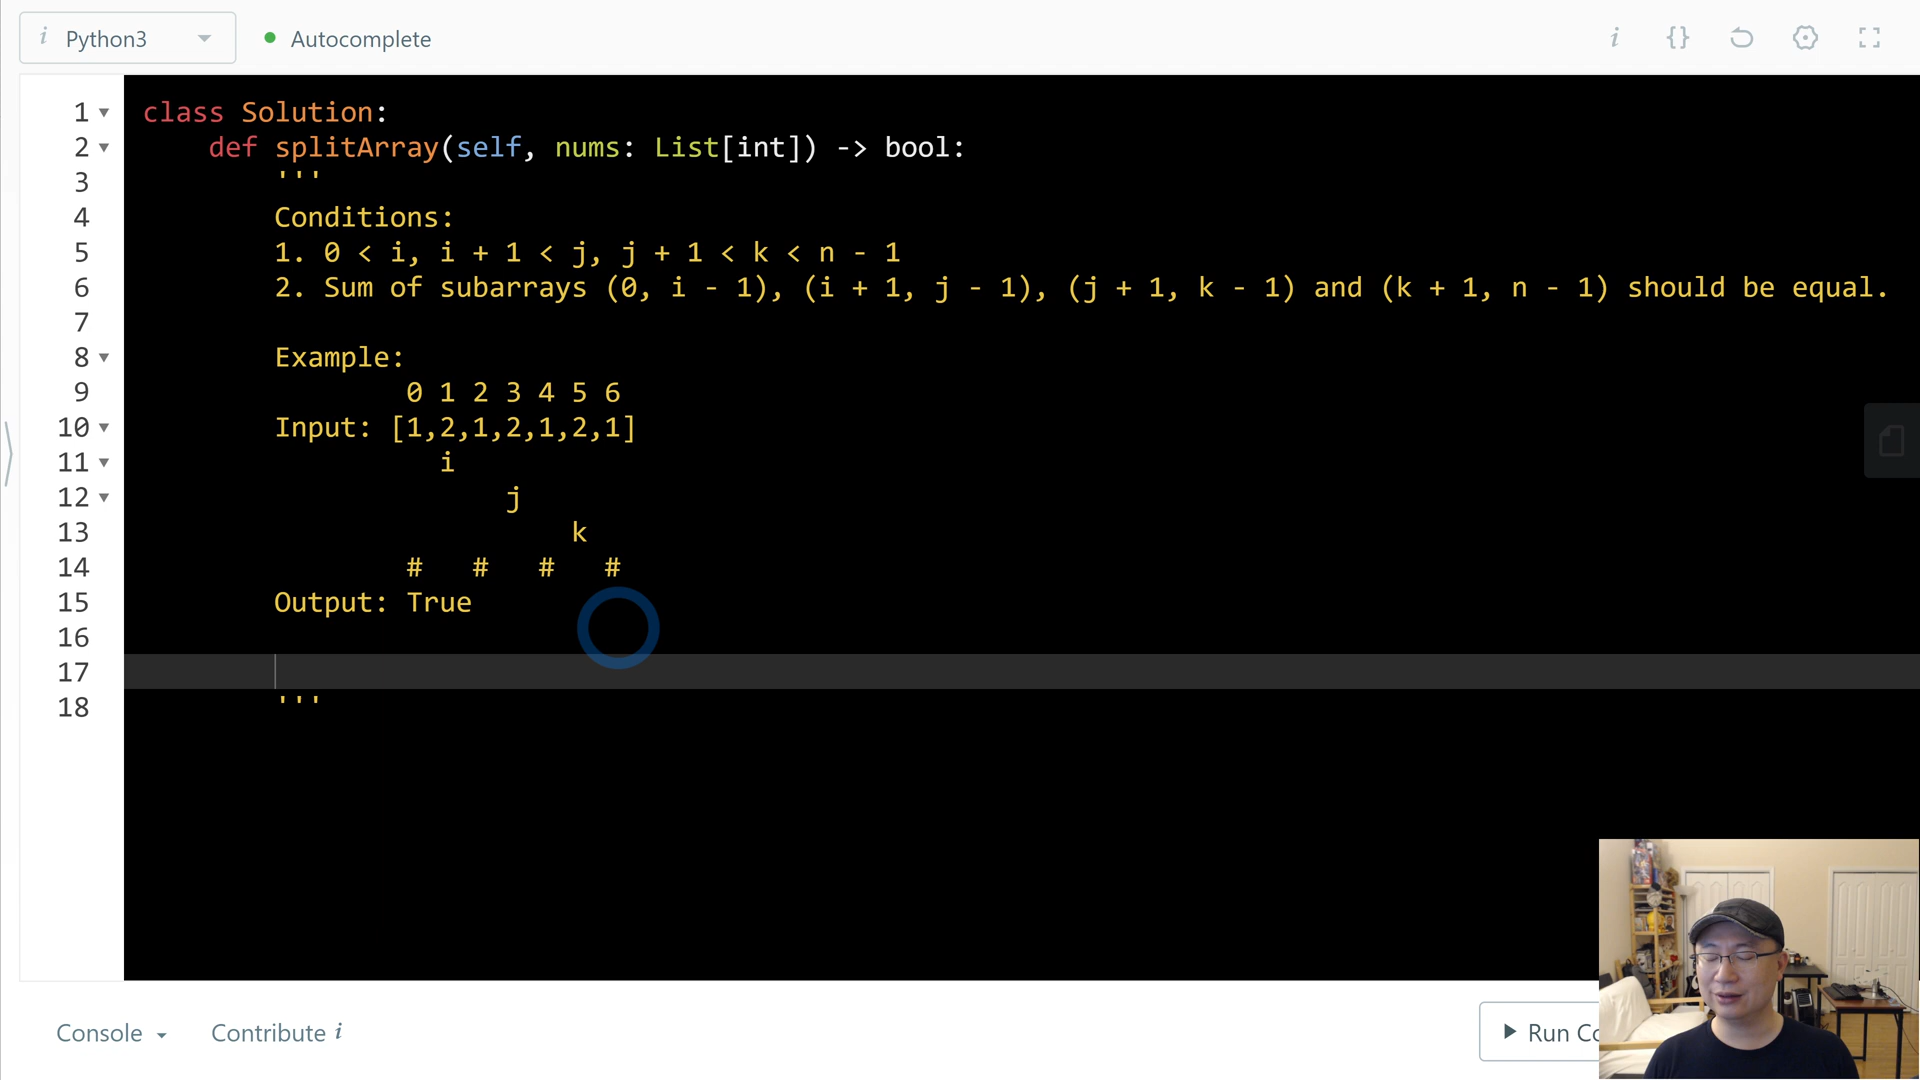 i Python3 Autocomplete i {}
1 class Solution:
2 def splitArray(self, nums: List[int]) -> bool:
3 '''
4 Conditions:
5 1. 0 < i, i + 1 < j, j + 1 < k < n - 1
6 2. Sum of subarrays (0, i - 1), (i + 1, j - 1), (j + 1, k - 1) and (k + 1, n - 1) should be equal.
7
8 Example:
9 0 1 2 3 4 5 6
10 Input: [1,2,1,2,1,2,1]
11 i
12 j
13 k
14 # # # #
15 Output: True
16
17
18 '''
Console Contribute i Run Co